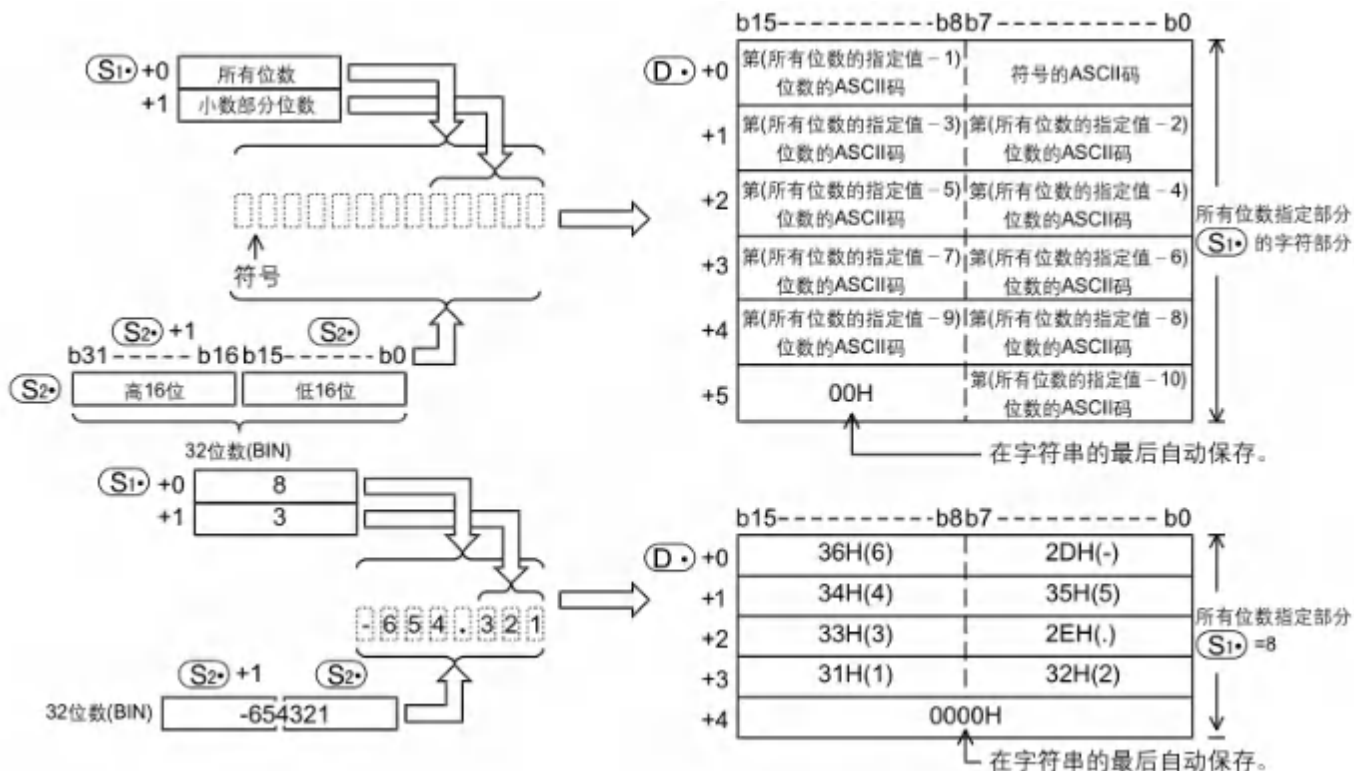 S1• +0 所有位数
+1 小数部分位数
符号
S2• +1 S2•
b31------b16 b15------b0
S2• 高16位 低16位
32位数(BIN)
b15-----------b8 b7-----------b0
D• +0 第(所有位数的指定值-1)位数的ASCII码 符号的ASCII码
+1 第(所有位数的指定值-3)位数的ASCII码 第(所有位数的指定值-2)位数的ASCII码
+2 第(所有位数的指定值-5)位数的ASCII码 第(所有位数的指定值-4)位数的ASCII码
+3 第(所有位数的指定值-7)位数的ASCII码 第(所有位数的指定值-6)位数的ASCII码
+4 第(所有位数的指定值-9)位数的ASCII码 第(所有位数的指定值-8)位数的ASCII码
+5 00H 第(所有位数的指定值-10)位数的ASCII码
所有位数指定部分
S1• 的字符部分
在字符串的最后自动保存。
S1• +0 8
+1 3
-654.321
S2• +1 S2•
32位数(BIN) -654321
b15-----------b8 b7-----------b0
D• +0 36H(6) 2DH(-)
+1 34H(4) 35H(5)
+2 33H(3) 2EH(.)
+3 31H(1) 32H(2)
+4 0000H
所有位数指定部分
S1• =8
在字符串的最后自动保存。